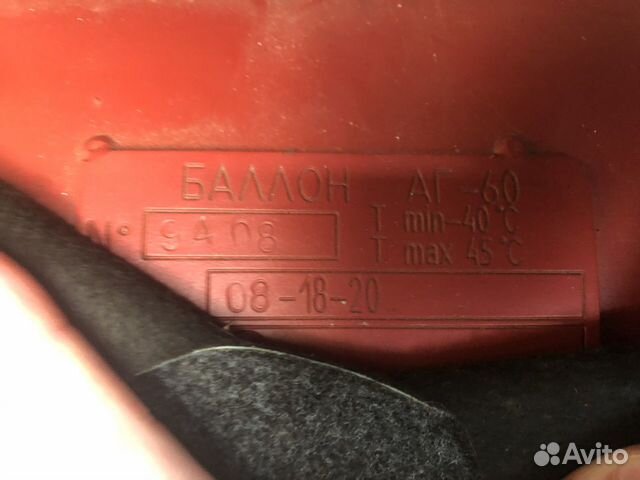 БАЛЛОН АГ-60
N° 9408 T min-40°C
T max 45°C
08-18-20
Avito